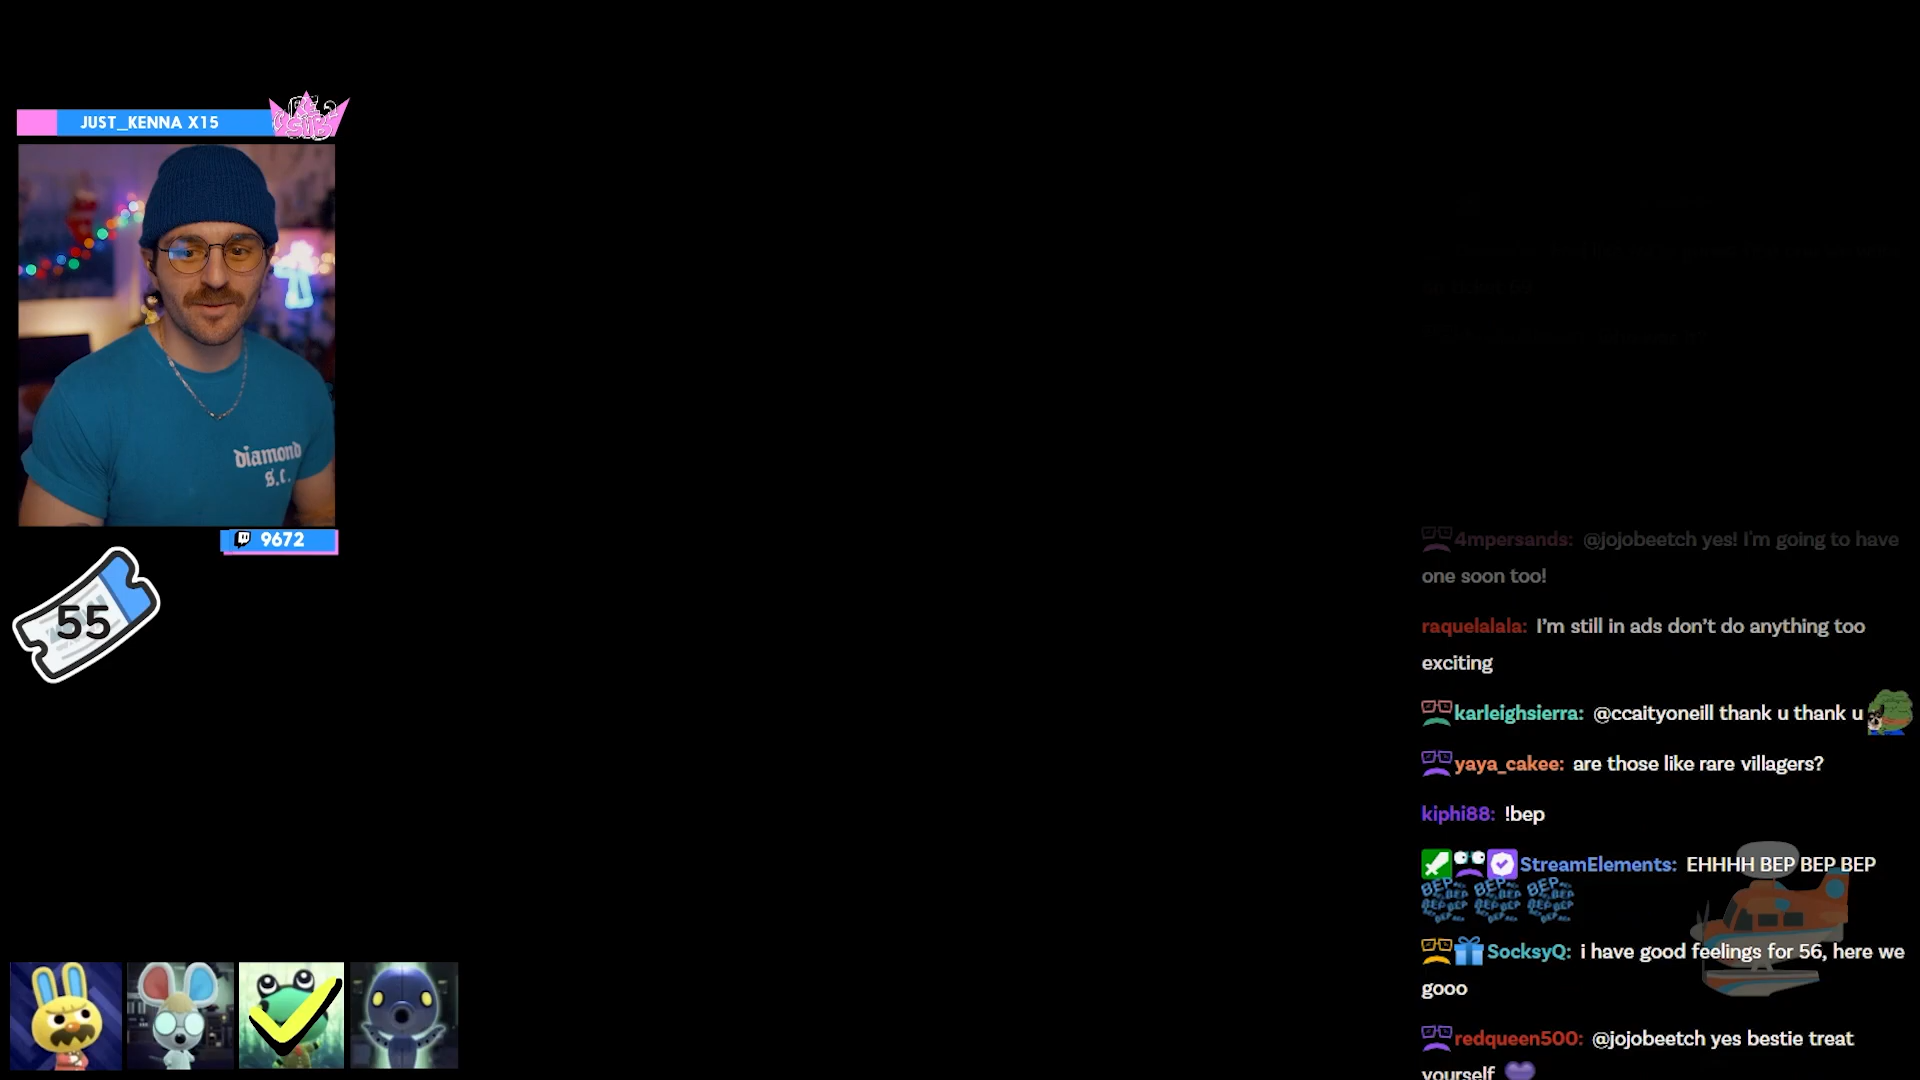 JUST_KENNA X15
RE
SUB
diamond
s.c.
9672
55
4mpersands: @jojobeetch yes! I'm going to have
one soon too!
raquelalala: I'm still in ads don't do anything too
exciting
karleighsierra: @ccaityoneill thank u thank u
yaya_cakee: are those like rare villagers?
kiphi88: !bep
StreamElements: EHHHH BEP BEP BEP
SocksyQ: i have good feelings for 56, here we
gooo
redqueen500: @jojobeetch yes bestie treat
yourself